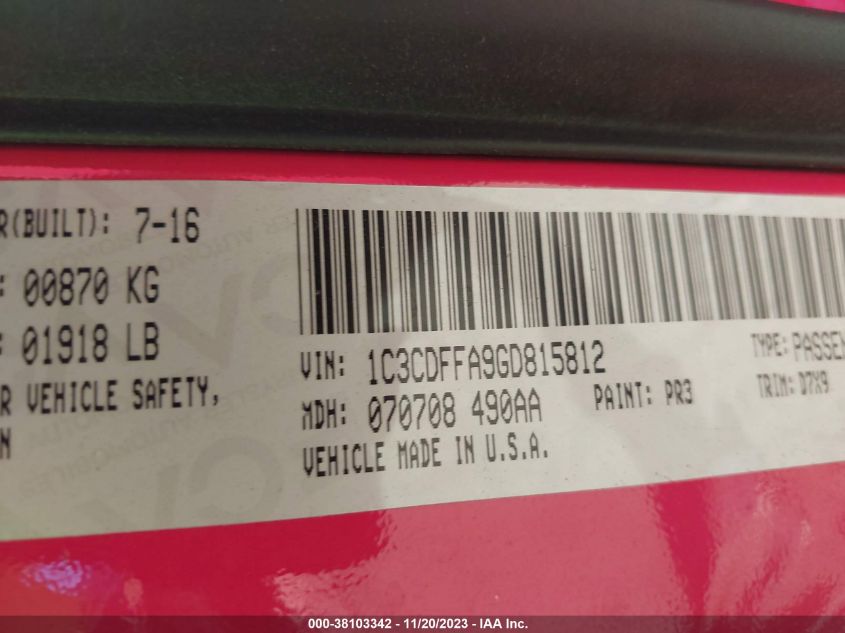 R(BUILT): 7-16
: 00870 KG
: 01918 LB
R VEHICLE SAFETY,
N
VIN: 1C3CDFFA9GD815812
TYPE: PASSEN
MDH: 070708 490AA
PAINT: PR3
TRIM: D7X9
VEHICLE MADE IN U.S.A.
000-38103342 - 11/20/2023 - IAA Inc.